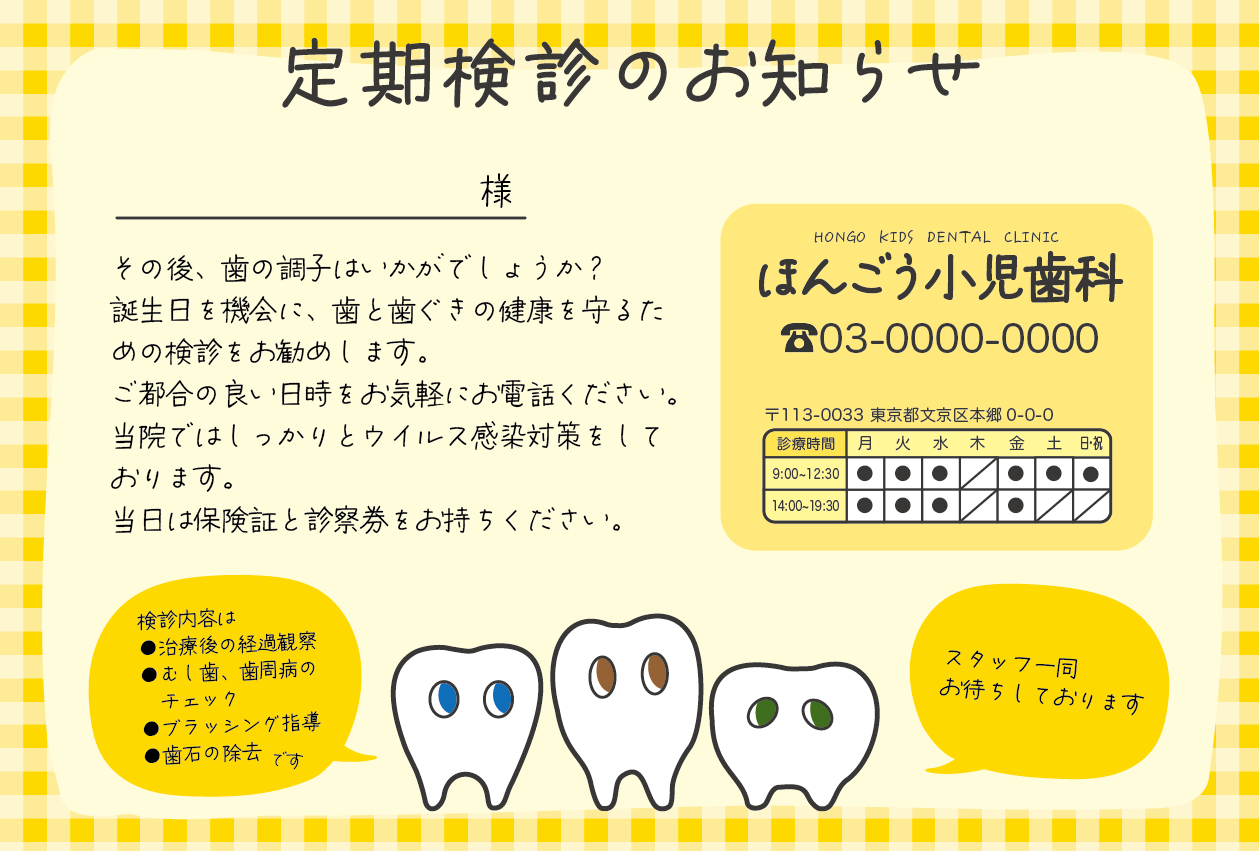 定期検診のお知らせ
様
その後、歯の調子はいかがでしょうか？
誕生日を機会に、歯と歯ぐきの健康を守るた
めの検診をお勧めします。
ご都合の良い日時をお気軽にお電話ください。
当院ではしっかりとウイルス感染対策をして
おります。
当日は保険証と診察券をお持ちください。
HONGO KIDS DENTAL CLINIC
ほんごう小児歯科
☎03-0000-0000
〒113-0033 東京都文京区本郷0-0-0
診療時間 月 火 水 木 金 土 日・祝
9:00~12:30 ● ● ● ／ ● ● ●
14:00~19:30 ● ● ● ／ ● ／ ／
検診内容は
●治療後の経過観察
●むし歯、歯周病の
チェック
●ブラッシング指導
●歯石の除去 です
スタッフ一同
お待ちしております